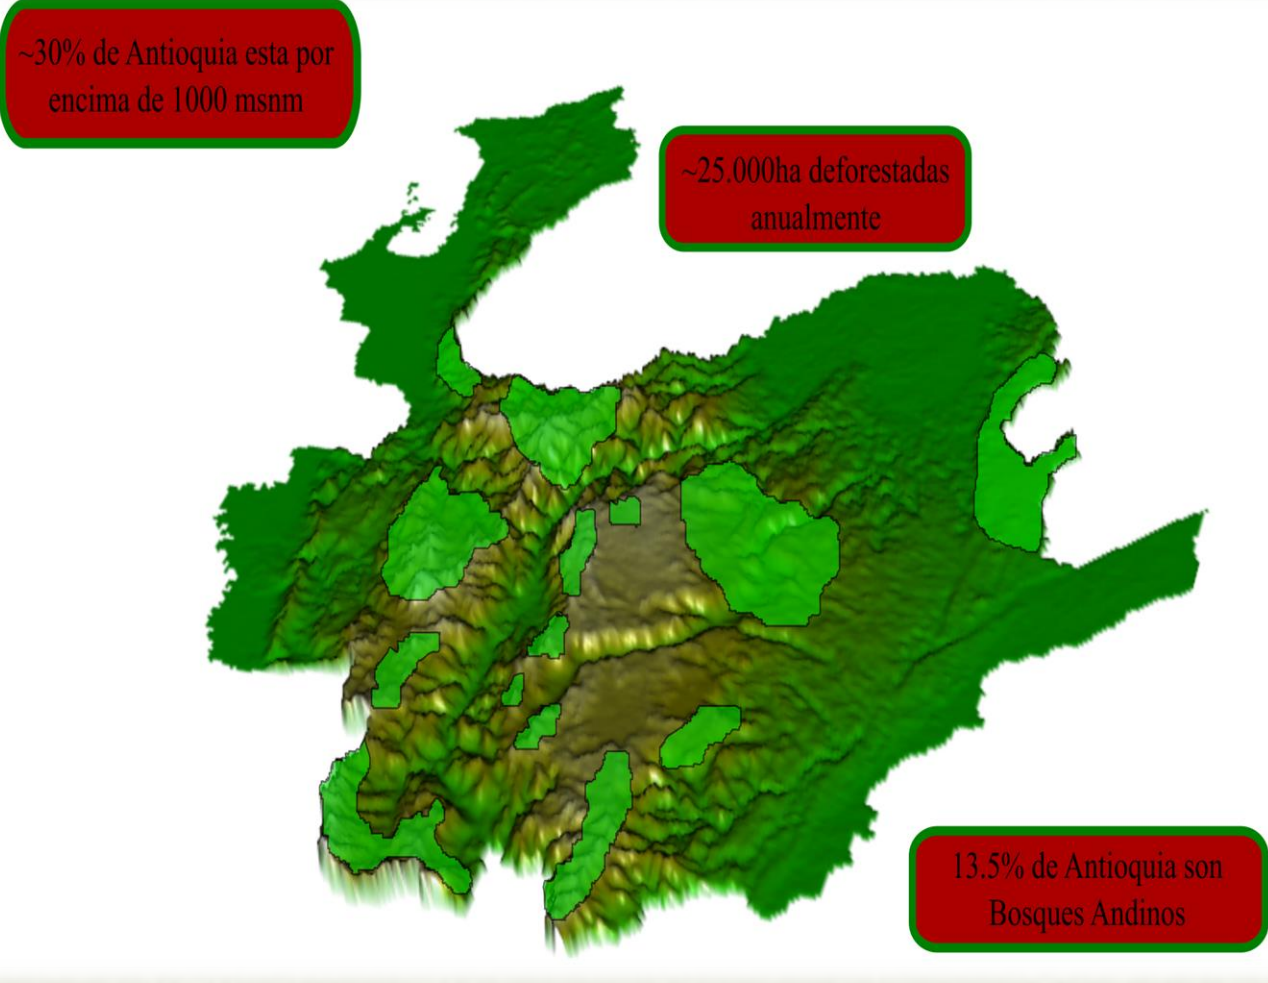 ~30% de Antioquia esta por
encima de 1000 msnm
~25.000ha deforestadas
anualmente
13.5% de Antioquia son
Bosques Andinos